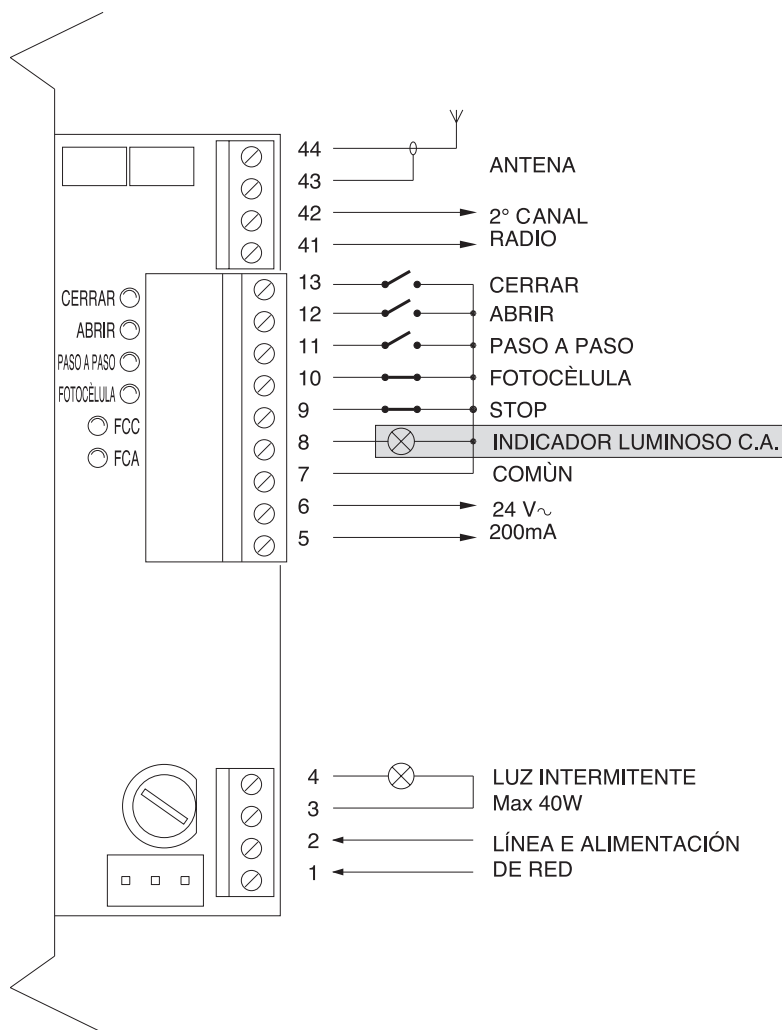 44
43
ANTENA
42
41
2° CANAL
RADIO
CERRAR
ABRIR
PASO A PASO
FOTOCÈLULA
FCC
FCA
13 CERRAR
12 ABRIR
11 PASO A PASO
10 FOTOCÈLULA
9 STOP
8 INDICADOR LUMINOSO C.A.
7 COMÙN
6
5
24 V~
200mA
4
3
LUZ INTERMITENTE
Max 40W
2
1
LÍNEA E ALIMENTACIÓN
DE RED